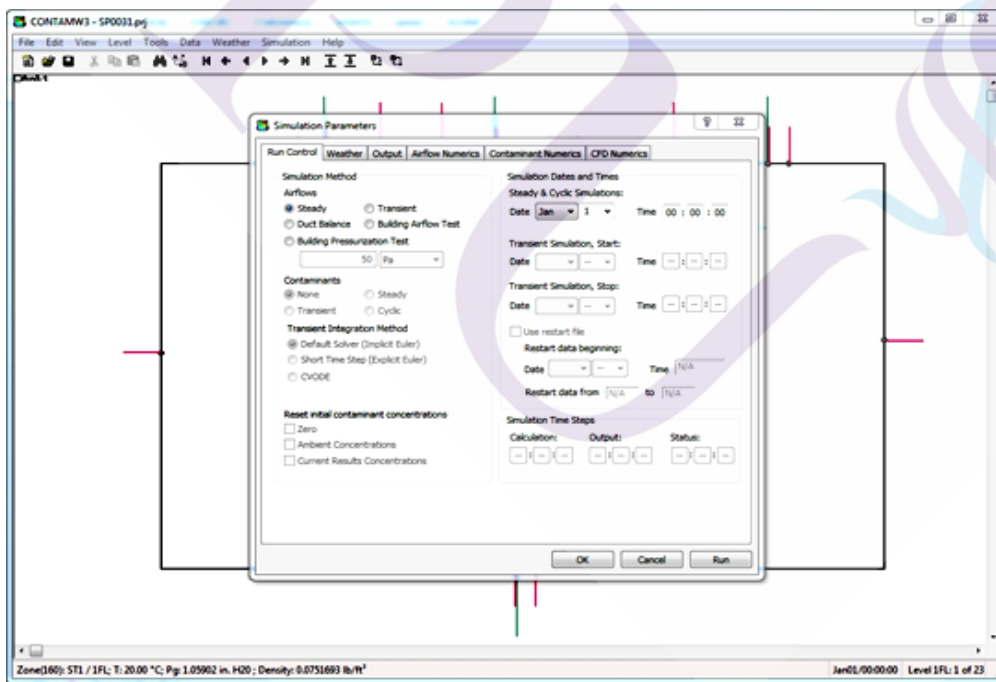 CONTAMW3 - SP0031.prj
File Edit View Level Tools Data Weather Simulation Help
Simulation Parameters
Run Control Weather Output Airflow Numerics Contaminant Numerics CFD Numerics
Simulation Method
Airflows
Steady Transient
Duct Balance Building Airflow Test
Building Pressurization Test
50 Pa
Contaminants
None Steady
Transient Cyclic
Transient Integration Method
Default Solver (Implicit Euler)
Short Time Step (Explicit Euler)
CVODE
Reset initial contaminant concentrations
Zero
Ambient Concentrations
Current Results Concentrations
Simulation Dates and Times
Steady & Cyclic Simulations:
Date Jan 1 Time 00 : 00 : 00
Transient Simulation, Start:
Date -- Time -- : -- : --
Transient Simulation, Stop:
Date -- Time -- : -- : --
Use restart file
Restart data beginning:
Date -- Time N/A
Restart data from N/A to N/A
Simulation Time Steps
Calculation: Output: Status:
-- : -- : -- -- : -- : -- -- : -- : --
OK Cancel Run
Zone(160): ST1 / 1FL; T: 20.00 °C; Pg: 1.05902 in. H2O ; Density: 0.0751693 lb/ft³
Jan01/00:00:00 Level 1FL: 1 of 23